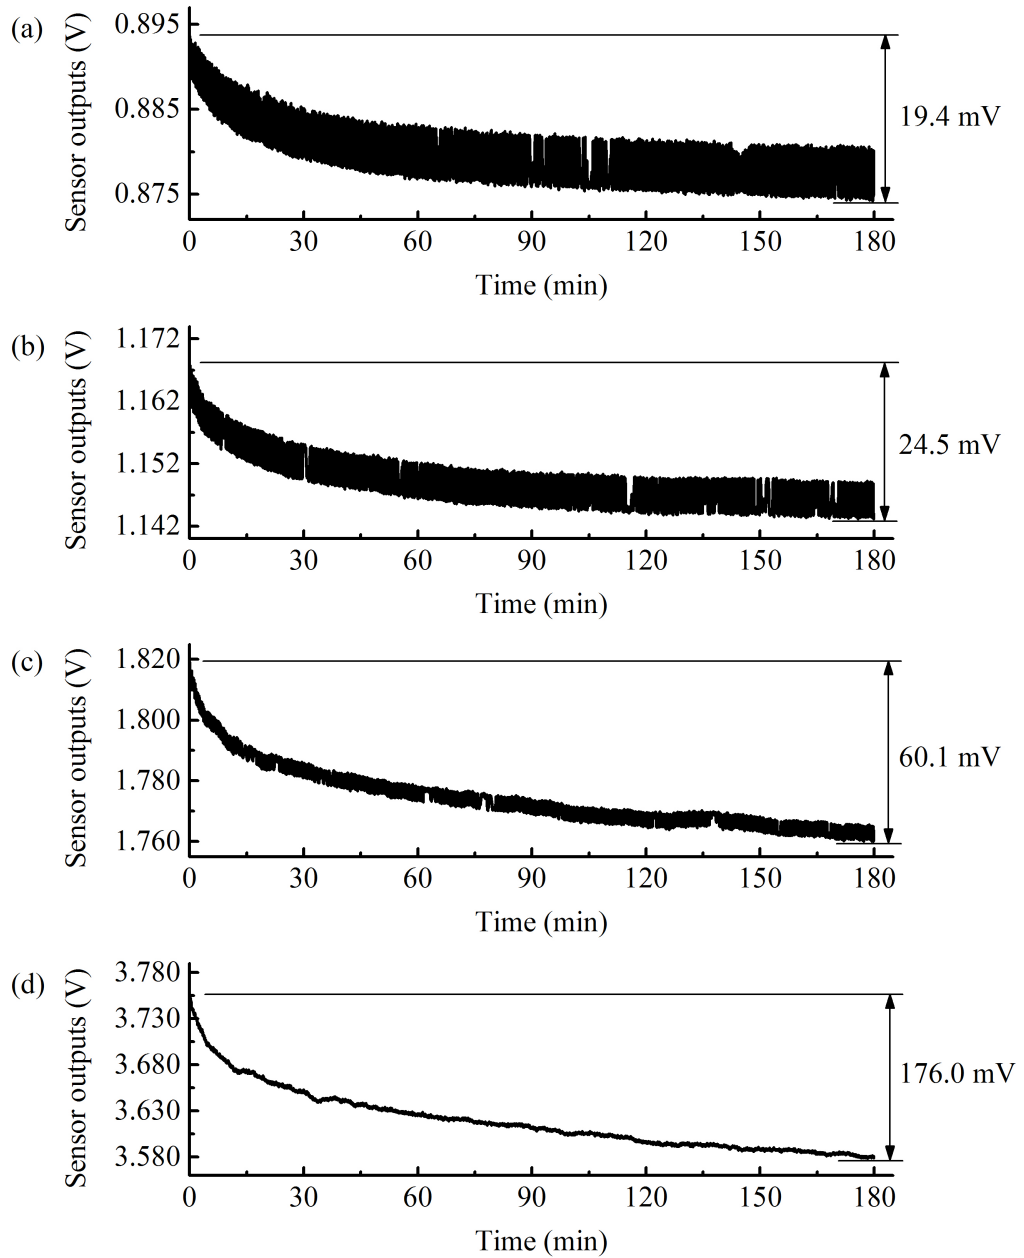 (a)
Sensor outputs (V)
0.895
0.885
0.875
19.4 mV
0 30 60 90 120 150 180
Time (min)
(b)
Sensor outputs (V)
1.172
1.162
1.152
1.142
24.5 mV
0 30 60 90 120 150 180
Time (min)
(c)
Sensor outputs (V)
1.820
1.800
1.780
1.760
60.1 mV
0 30 60 90 120 150 180
Time (min)
(d)
Sensor outputs (V)
3.780
3.730
3.680
3.630
3.580
176.0 mV
0 30 60 90 120 150 180
Time (min)